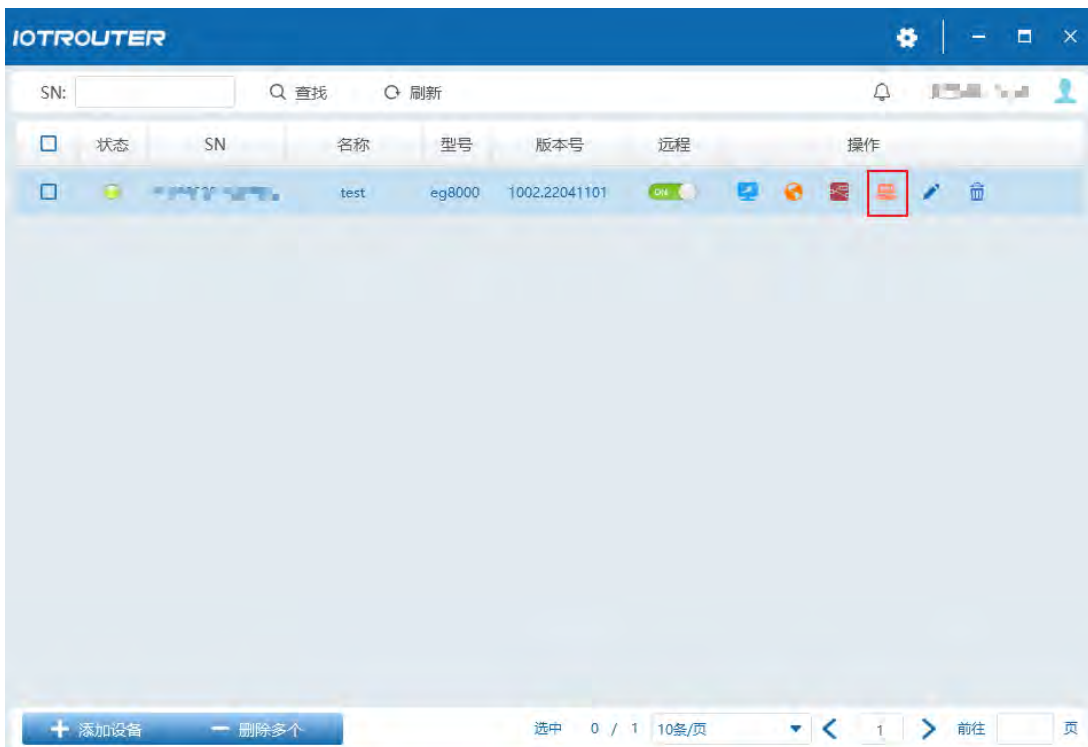 IOTROUTER
SN: 查找 刷新
状态 SN 名称 型号 版本号 远程 操作
test eg8000 1002.22041101 ON
添加设备 删除多个 选中 0 / 1 10条/页 1 前往 页